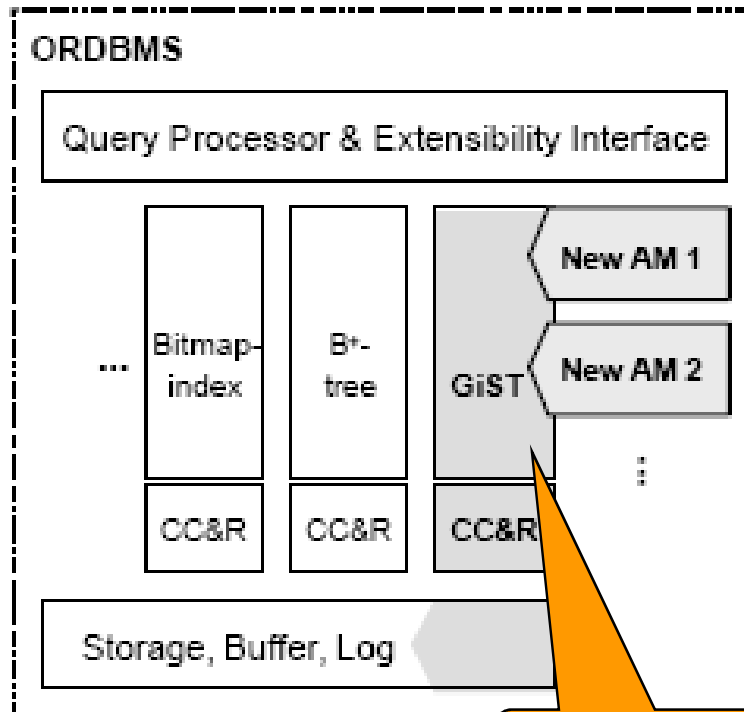 ORDBMS
Query Processor & Extensibility Interface
New AM 1
...
Bitmap-
index
B+-
tree
GiST
New AM 2
⋮
CC&R
CC&R
CC&R
Storage, Buffer, Log